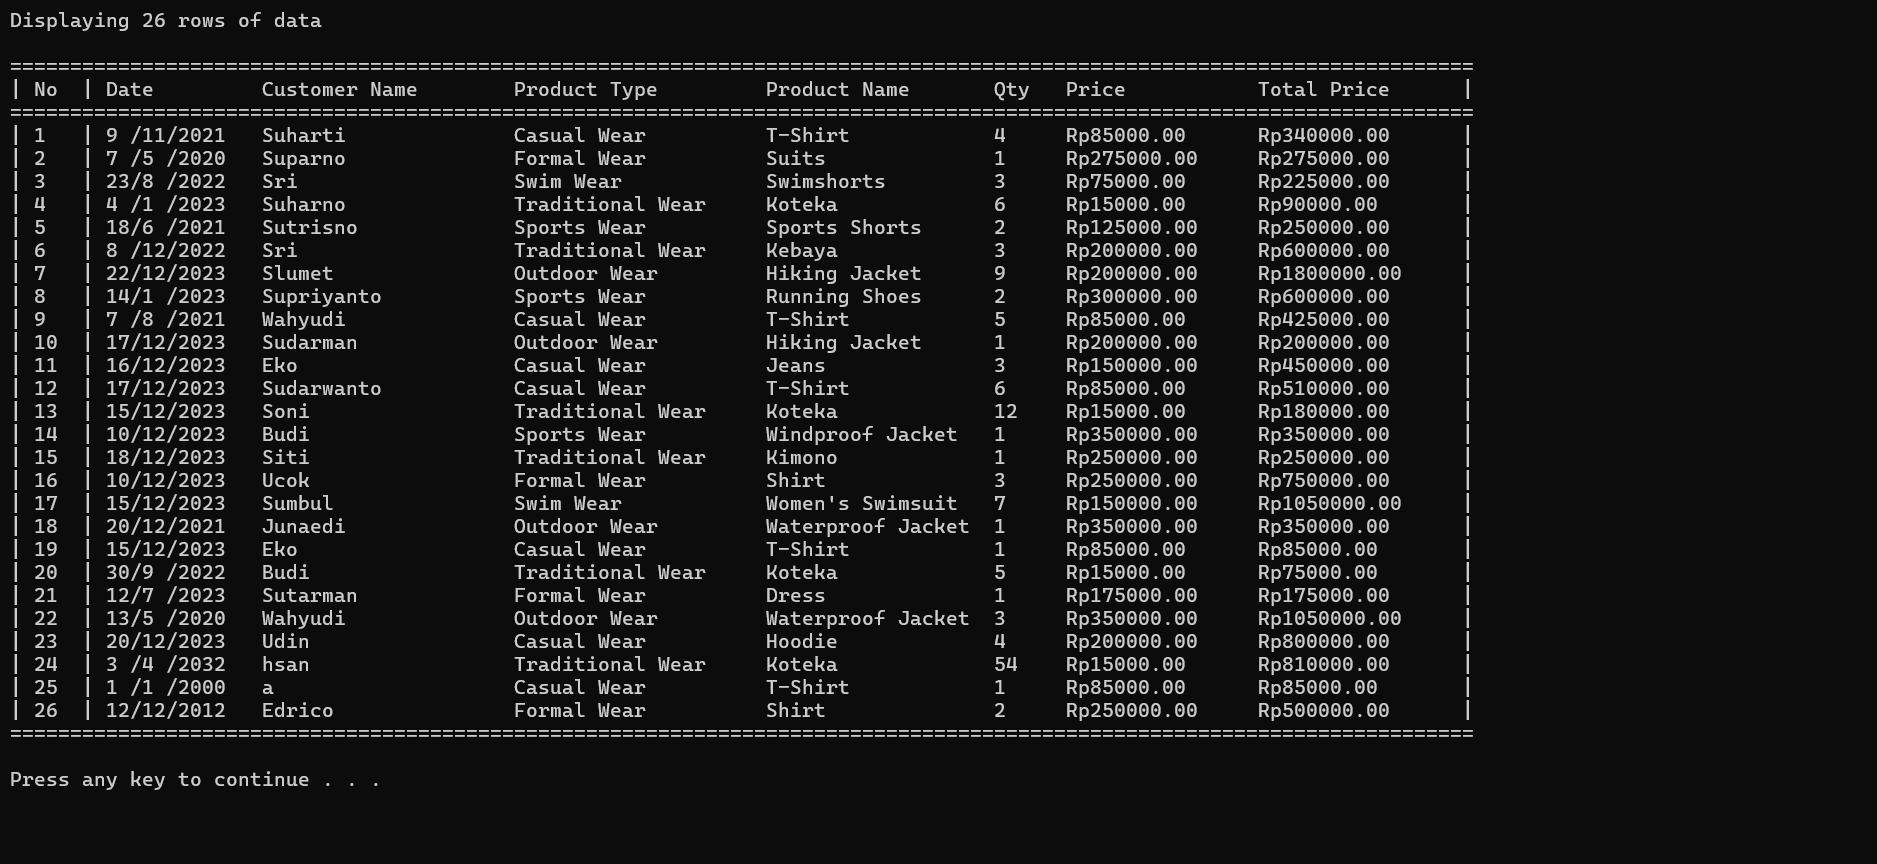 Displaying 26 rows of data
==========================================================================================================================
| No  | Date         Customer Name        Product Type         Product Name       Qty   Price           Total Price      |
==========================================================================================================================
| 1   | 9 /11/2021   Suharti              Casual Wear          T-Shirt            4     Rp85000.00      Rp340000.00      |
| 2   | 7 /5 /2020   Suparno              Formal Wear          Suits              1     Rp275000.00     Rp275000.00      |
| 3   | 23/8 /2022   Sri                  Swim Wear            Swimshorts         3     Rp75000.00      Rp225000.00      |
| 4   | 4 /1 /2023   Suharno              Traditional Wear     Koteka             6     Rp15000.00      Rp90000.00       |
| 5   | 18/6 /2021   Sutrisno             Sports Wear          Sports Shorts      2     Rp125000.00     Rp250000.00      |
| 6   | 8 /12/2022   Sri                  Traditional Wear     Kebaya             3     Rp200000.00     Rp600000.00      |
| 7   | 22/12/2023   Slumet               Outdoor Wear         Hiking Jacket      9     Rp200000.00     Rp1800000.00     |
| 8   | 14/1 /2023   Supriyanto           Sports Wear          Running Shoes      2     Rp300000.00     Rp600000.00      |
| 9   | 7 /8 /2021   Wahyudi              Casual Wear          T-Shirt            5     Rp85000.00      Rp425000.00      |
| 10  | 17/12/2023   Sudarman             Outdoor Wear         Hiking Jacket      1     Rp200000.00     Rp200000.00      |
| 11  | 16/12/2023   Eko                  Casual Wear          Jeans              3     Rp150000.00     Rp450000.00      |
| 12  | 17/12/2023   Sudarwanto           Casual Wear          T-Shirt            6     Rp85000.00      Rp510000.00      |
| 13  | 15/12/2023   Soni                 Traditional Wear     Koteka             12    Rp15000.00      Rp180000.00      |
| 14  | 10/12/2023   Budi                 Sports Wear          Windproof Jacket   1     Rp350000.00     Rp350000.00      |
| 15  | 18/12/2023   Siti                 Traditional Wear     Kimono             1     Rp250000.00     Rp250000.00      |
| 16  | 10/12/2023   Ucok                 Formal Wear          Shirt              3     Rp250000.00     Rp750000.00      |
| 17  | 15/12/2023   Sumbul               Swim Wear            Women's Swimsuit   7     Rp150000.00     Rp1050000.00     |
| 18  | 20/12/2021   Junaedi              Outdoor Wear         Waterproof Jacket  1     Rp350000.00     Rp350000.00      |
| 19  | 15/12/2023   Eko                  Casual Wear          T-Shirt            1     Rp85000.00      Rp85000.00       |
| 20  | 30/9 /2022   Budi                 Traditional Wear     Koteka             5     Rp15000.00      Rp75000.00       |
| 21  | 12/7 /2023   Sutarman             Formal Wear          Dress              1     Rp175000.00     Rp175000.00      |
| 22  | 13/5 /2020   Wahyudi              Outdoor Wear         Waterproof Jacket  3     Rp350000.00     Rp1050000.00     |
| 23  | 20/12/2023   Udin                 Casual Wear          Hoodie             4     Rp200000.00     Rp800000.00      |
| 24  | 3 /4 /2032   hsan                 Traditional Wear     Koteka             54    Rp15000.00      Rp810000.00      |
| 25  | 1 /1 /2000   a                    Casual Wear          T-Shirt            1     Rp85000.00      Rp85000.00       |
| 26  | 12/12/2012   Edrico               Formal Wear          Shirt              2     Rp250000.00     Rp500000.00      |
==========================================================================================================================
Press any key to continue . . .